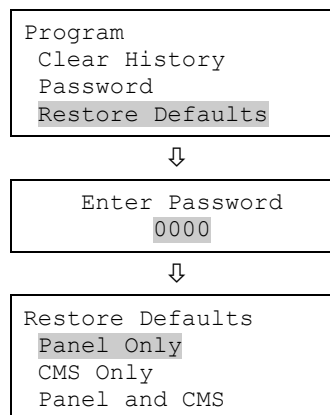 Program
Clear History
Password
Restore Defaults
⇩
Enter Password
0000
⇩
Restore Defaults
Panel Only
CMS Only
Panel and CMS